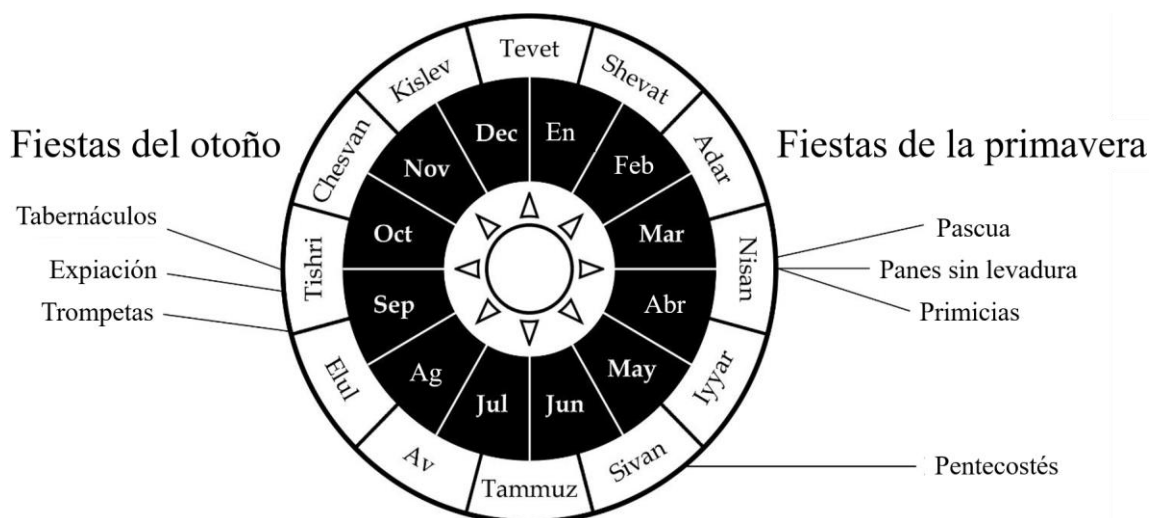 Fiestas del otoño
Tabernáculos
Expiación
Trompetas
Tevet
Shevat
Adar
Nisan
Iyyar
Sivan
Tammuz
Av
Elul
Tishri
Chesvan
Kislev
En
Feb
Mar
Abr
May
Jun
Jul
Ag
Sep
Oct
Nov
Dec
Fiestas de la primavera
Pascua
Panes sin levadura
Primicias
Pentecostés